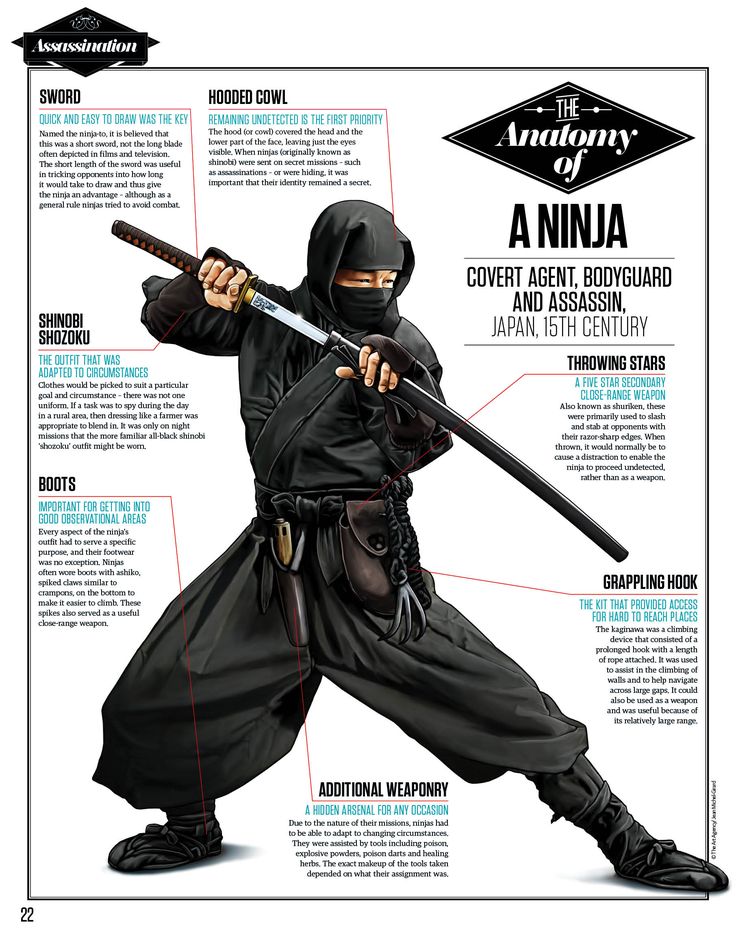 Assassination
SWORD
QUICK AND EASY TO DRAW WAS THE KEY
Named the ninja-to, it is believed that
this was a short sword, not the long blade
often depicted in films and television.
The short length of the sword was useful
in tricking opponents into how long
it would take to draw and thus give
the ninja an advantage – although as a
general rule ninjas tried to avoid combat.
HOODED COWL
REMAINING UNDETECTED IS THE FIRST PRIORITY
The hood (or cowl) covered the head and the
lower part of the face, leaving just the eyes
visible. When ninjas (originally known as
shinobi) were sent on secret missions – such
as assassinations – or were hiding, it was
important that their identity remained a secret.
THE
Anatomy
of
A NINJA
COVERT AGENT, BODYGUARD
AND ASSASSIN,
JAPAN, 15TH CENTURY
SHINOBI
SHOZOKU
THE OUTFIT THAT WAS
ADAPTED TO CIRCUMSTANCES
Clothes would be picked to suit a particular
goal and circumstance – there was not one
uniform. If a task was to spy during the day
in a rural area, then dressing like a farmer was
appropriate to blend in. It was only on night
missions that the more familiar all-black shinobi
'shozoku' outfit might be worn.
THROWING STARS
A FIVE STAR SECONDARY
CLOSE-RANGE WEAPON
Also known as shuriken, these
were primarily used to slash
and stab at opponents with
their razor-sharp edges. When
thrown, it would normally be to
cause a distraction to enable the
ninja to proceed undetected,
rather than as a weapon.
BOOTS
IMPORTANT FOR GETTING INTO
GOOD OBSERVATIONAL AREAS
Every aspect of the ninja's
outfit had to serve a specific
purpose, and their footwear
was no exception. Ninjas
often wore boots with ashiko,
spiked claws similar to
crampons, on the bottom to
make it easier to climb. These
spikes also served as a useful
close-range weapon.
GRAPPLING HOOK
THE KIT THAT PROVIDED ACCESS
FOR HARD TO REACH PLACES
The kaginawa was a climbing
device that consisted of a
prolonged hook with a length
of rope attached. It was used
to assist in the climbing of
walls and to help navigate
across large gaps. It could
also be used as a weapon
and was useful because of
its relatively large range.
ADDITIONAL WEAPONRY
A HIDDEN ARSENAL FOR ANY OCCASION
Due to the nature of their missions, ninjas had
to be able to adapt to changing circumstances.
They were assisted by tools including poison,
explosive powders, poison darts and healing
herbs. The exact makeup of the tools taken
depended on what their assignment was.
© The Art Agency/Jean-Michel Girard
22